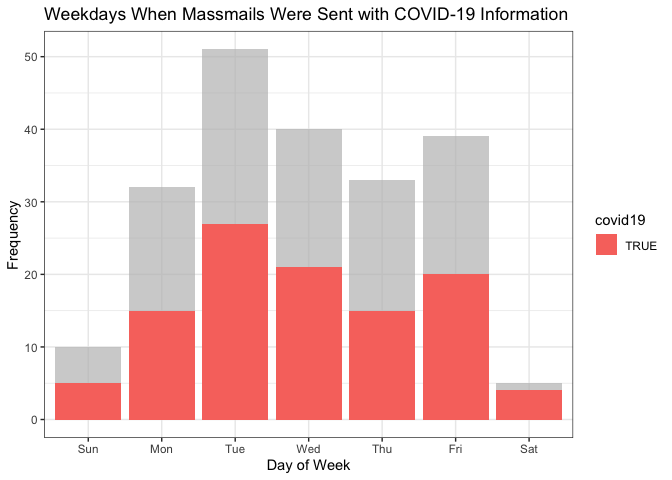 Weekdays When Massmails Were Sent with COVID-19 Information
50
40
30
20
10
0
Frequency
Sun Mon Tue Wed Thu Fri Sat
Day of Week
covid19
TRUE